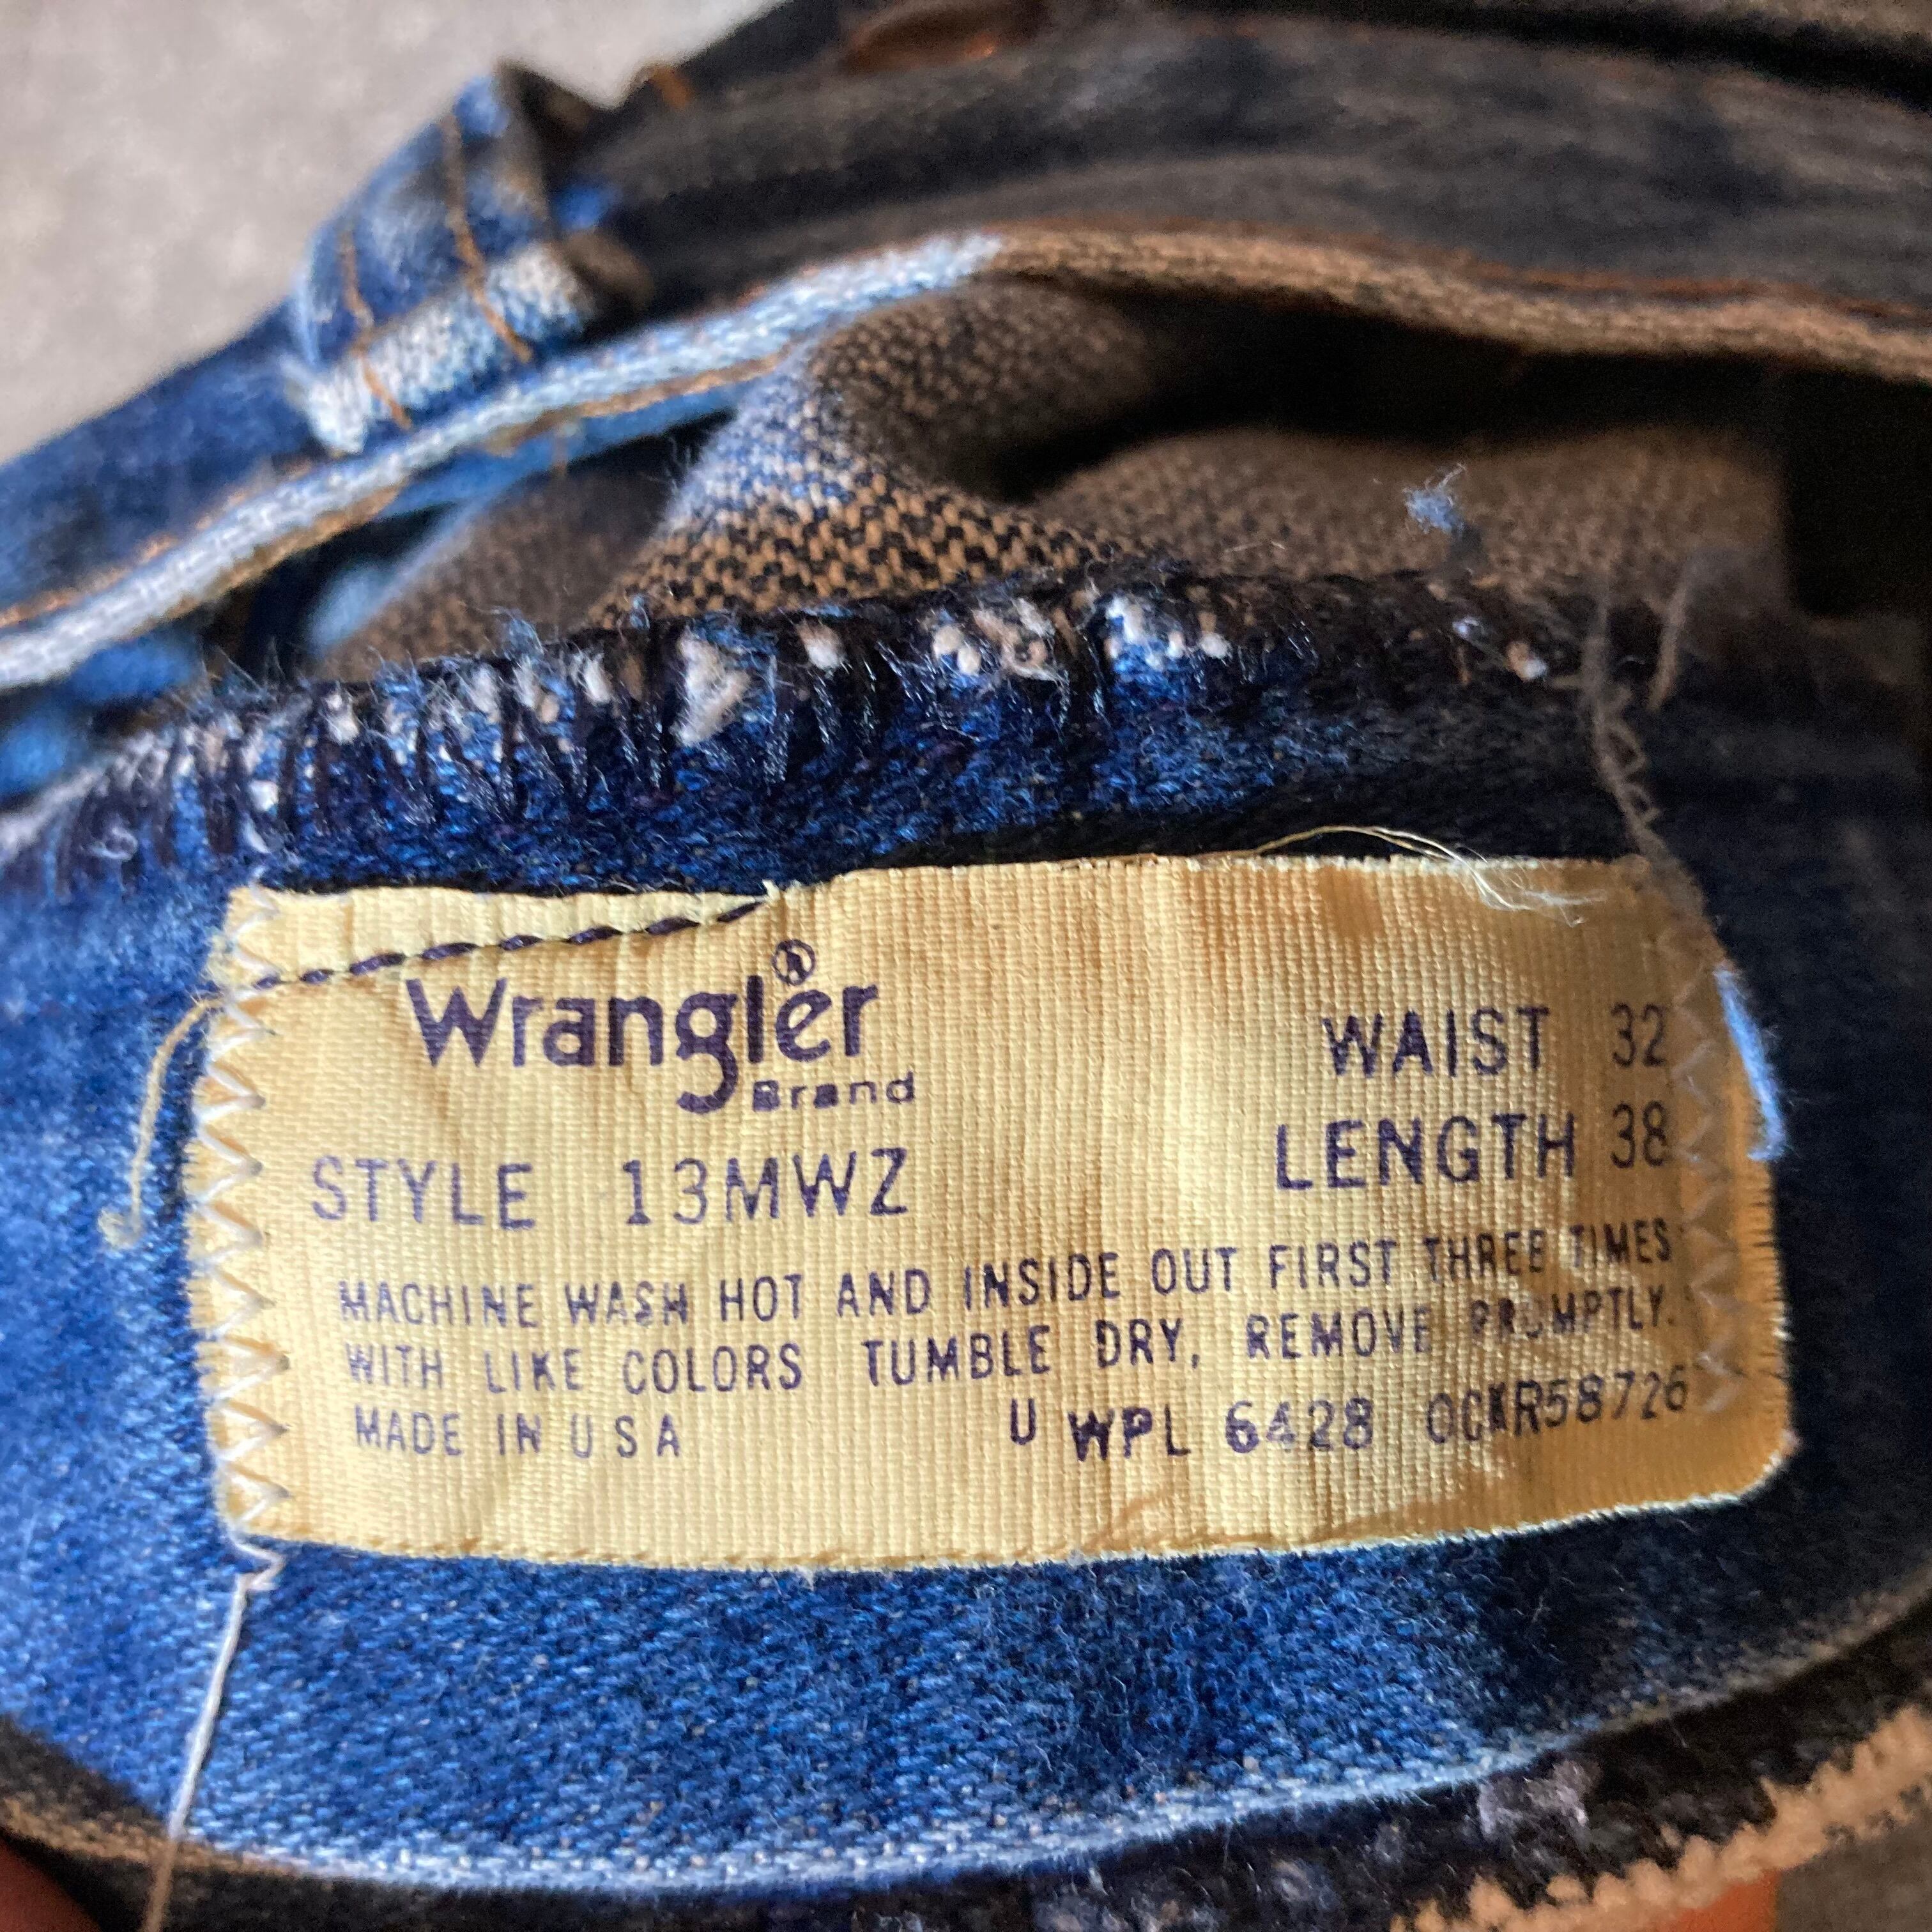 Wrangler®
Brand
WAIST 32
LENGTH 38
STYLE 13MWZ
MACHINE WASH HOT AND INSIDE OUT FIRST THREE TIMES
WITH LIKE COLORS TUMBLE DRY, REMOVE PROMPTLY.
MADE IN U S A U WPL 6428 OCKR58726